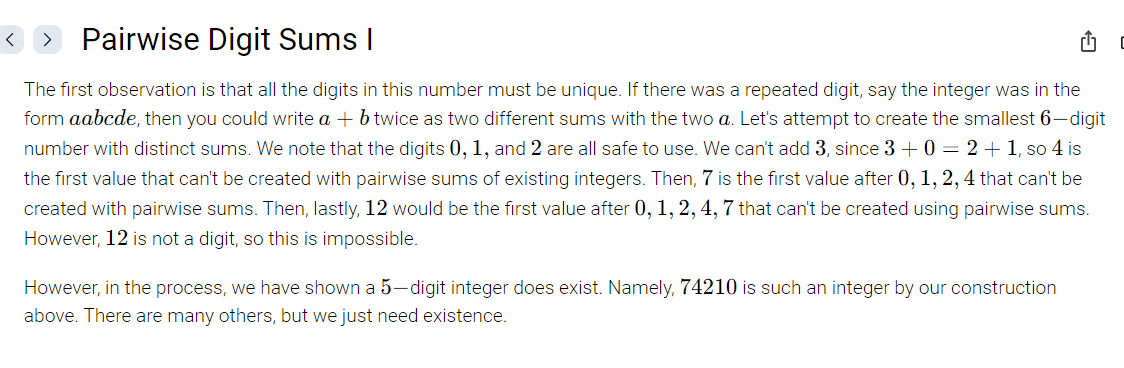 Pairwise Digit Sums I
The first observation is that all the digits in this number must be unique. If there was a repeated digit, say the integer was in the
form aabcde, then you could write a + b twice as two different sums with the two a. Let's attempt to create the smallest 6−digit
number with distinct sums. We note that the digits 0, 1, and 2 are all safe to use. We can't add 3, since 3 + 0 = 2 + 1, so 4 is
the first value that can't be created with pairwise sums of existing integers. Then, 7 is the first value after 0, 1, 2, 4 that can't be
created with pairwise sums. Then, lastly, 12 would be the first value after 0, 1, 2, 4, 7 that can't be created using pairwise sums.
However, 12 is not a digit, so this is impossible.
However, in the process, we have shown a 5−digit integer does exist. Namely, 74210 is such an integer by our construction
above. There are many others, but we just need existence.